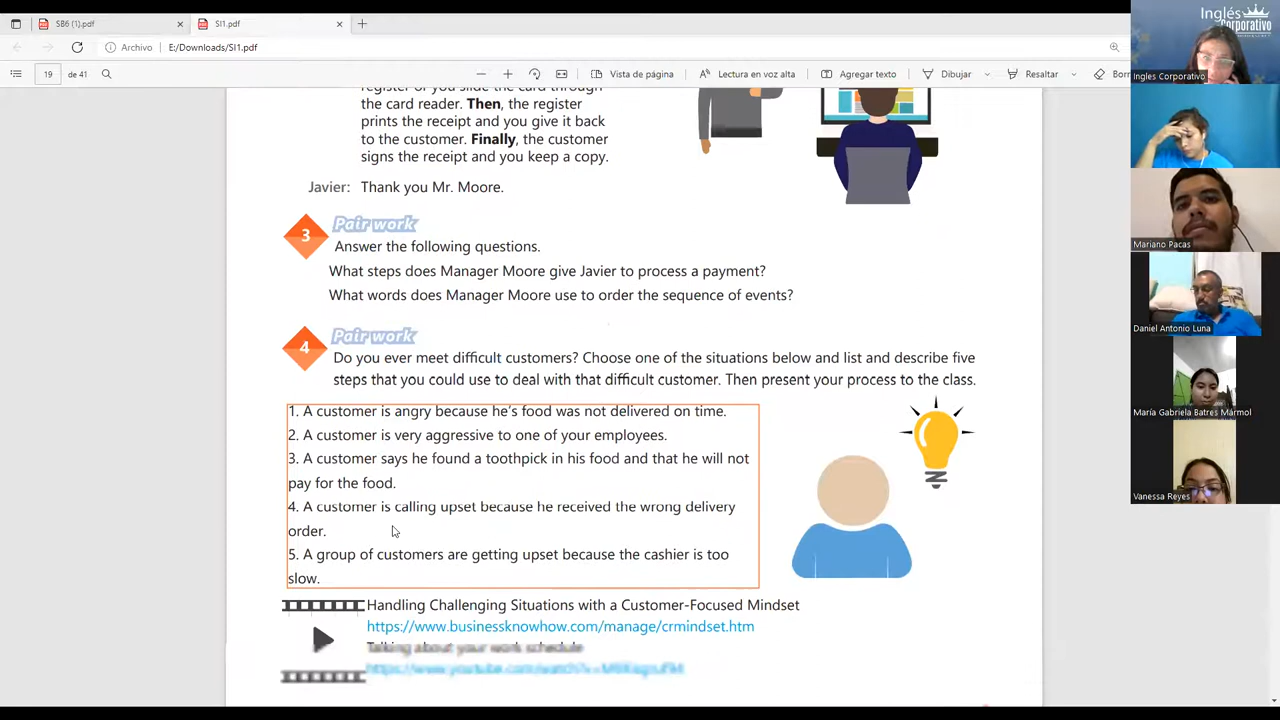 SB6 (1).pdf
SI1.pdf
Archivo
E:/Downloads/SI1.pdf
19
de 41
Vista de página
Lectura en voz alta
Agregar texto
Dibujar
Resaltar
Borr
the card reader. Then, the register
prints the receipt and you give it back
to the customer. Finally, the customer
signs the receipt and you keep a copy.
Javier: Thank you Mr. Moore.
3
Pair work
Answer the following questions.
What steps does Manager Moore give Javier to process a payment?
What words does Manager Moore use to order the sequence of events?
4
Pair work
Do you ever meet difficult customers? Choose one of the situations below and list and describe five
steps that you could use to deal with that difficult customer. Then present your process to the class.
1. A customer is angry because he's food was not delivered on time.
2. A customer is very aggressive to one of your employees.
3. A customer says he found a toothpick in his food and that he will not
pay for the food.
4. A customer is calling upset because he received the wrong delivery
order.
5. A group of customers are getting upset because the cashier is too
slow.
Handling Challenging Situations with a Customer-Focused Mindset
https://www.businessknowhow.com/manage/crmindset.htm
Talking about your work schedule
Inglés
Corporativo
Ingles Corporativo
Mariano Pacas
Daniel Antonio Luna
María Gabriela Batres Mármol
Vanessa Reyes